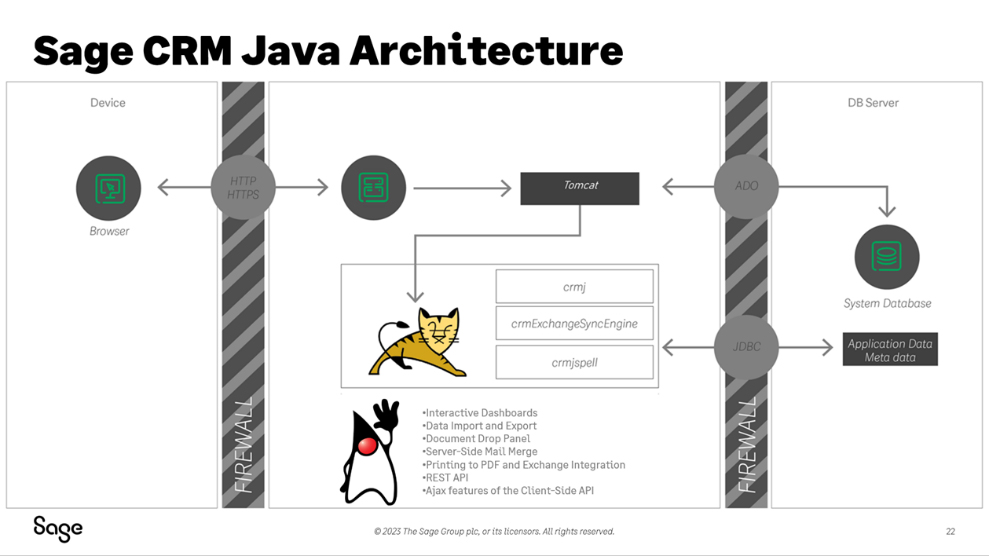 Sage CRM Java Architecture
Device
DB Server
HTTP
HTTPS
Tomcat
ADO
Browser
crmj
System Database
crmExchangeSyncEngine
JDBC
Application Data
Meta data
crmjspell
FIREWALL
FIREWALL
•Interactive Dashboards
•Data Import and Export
•Document Drop Panel
•Server-Side Mail Merge
•Printing to PDF and Exchange Integration
•REST API
•Ajax features of the Client-Side API
Sage
© 2023 The Sage Group plc, or its licensors. All rights reserved.
22